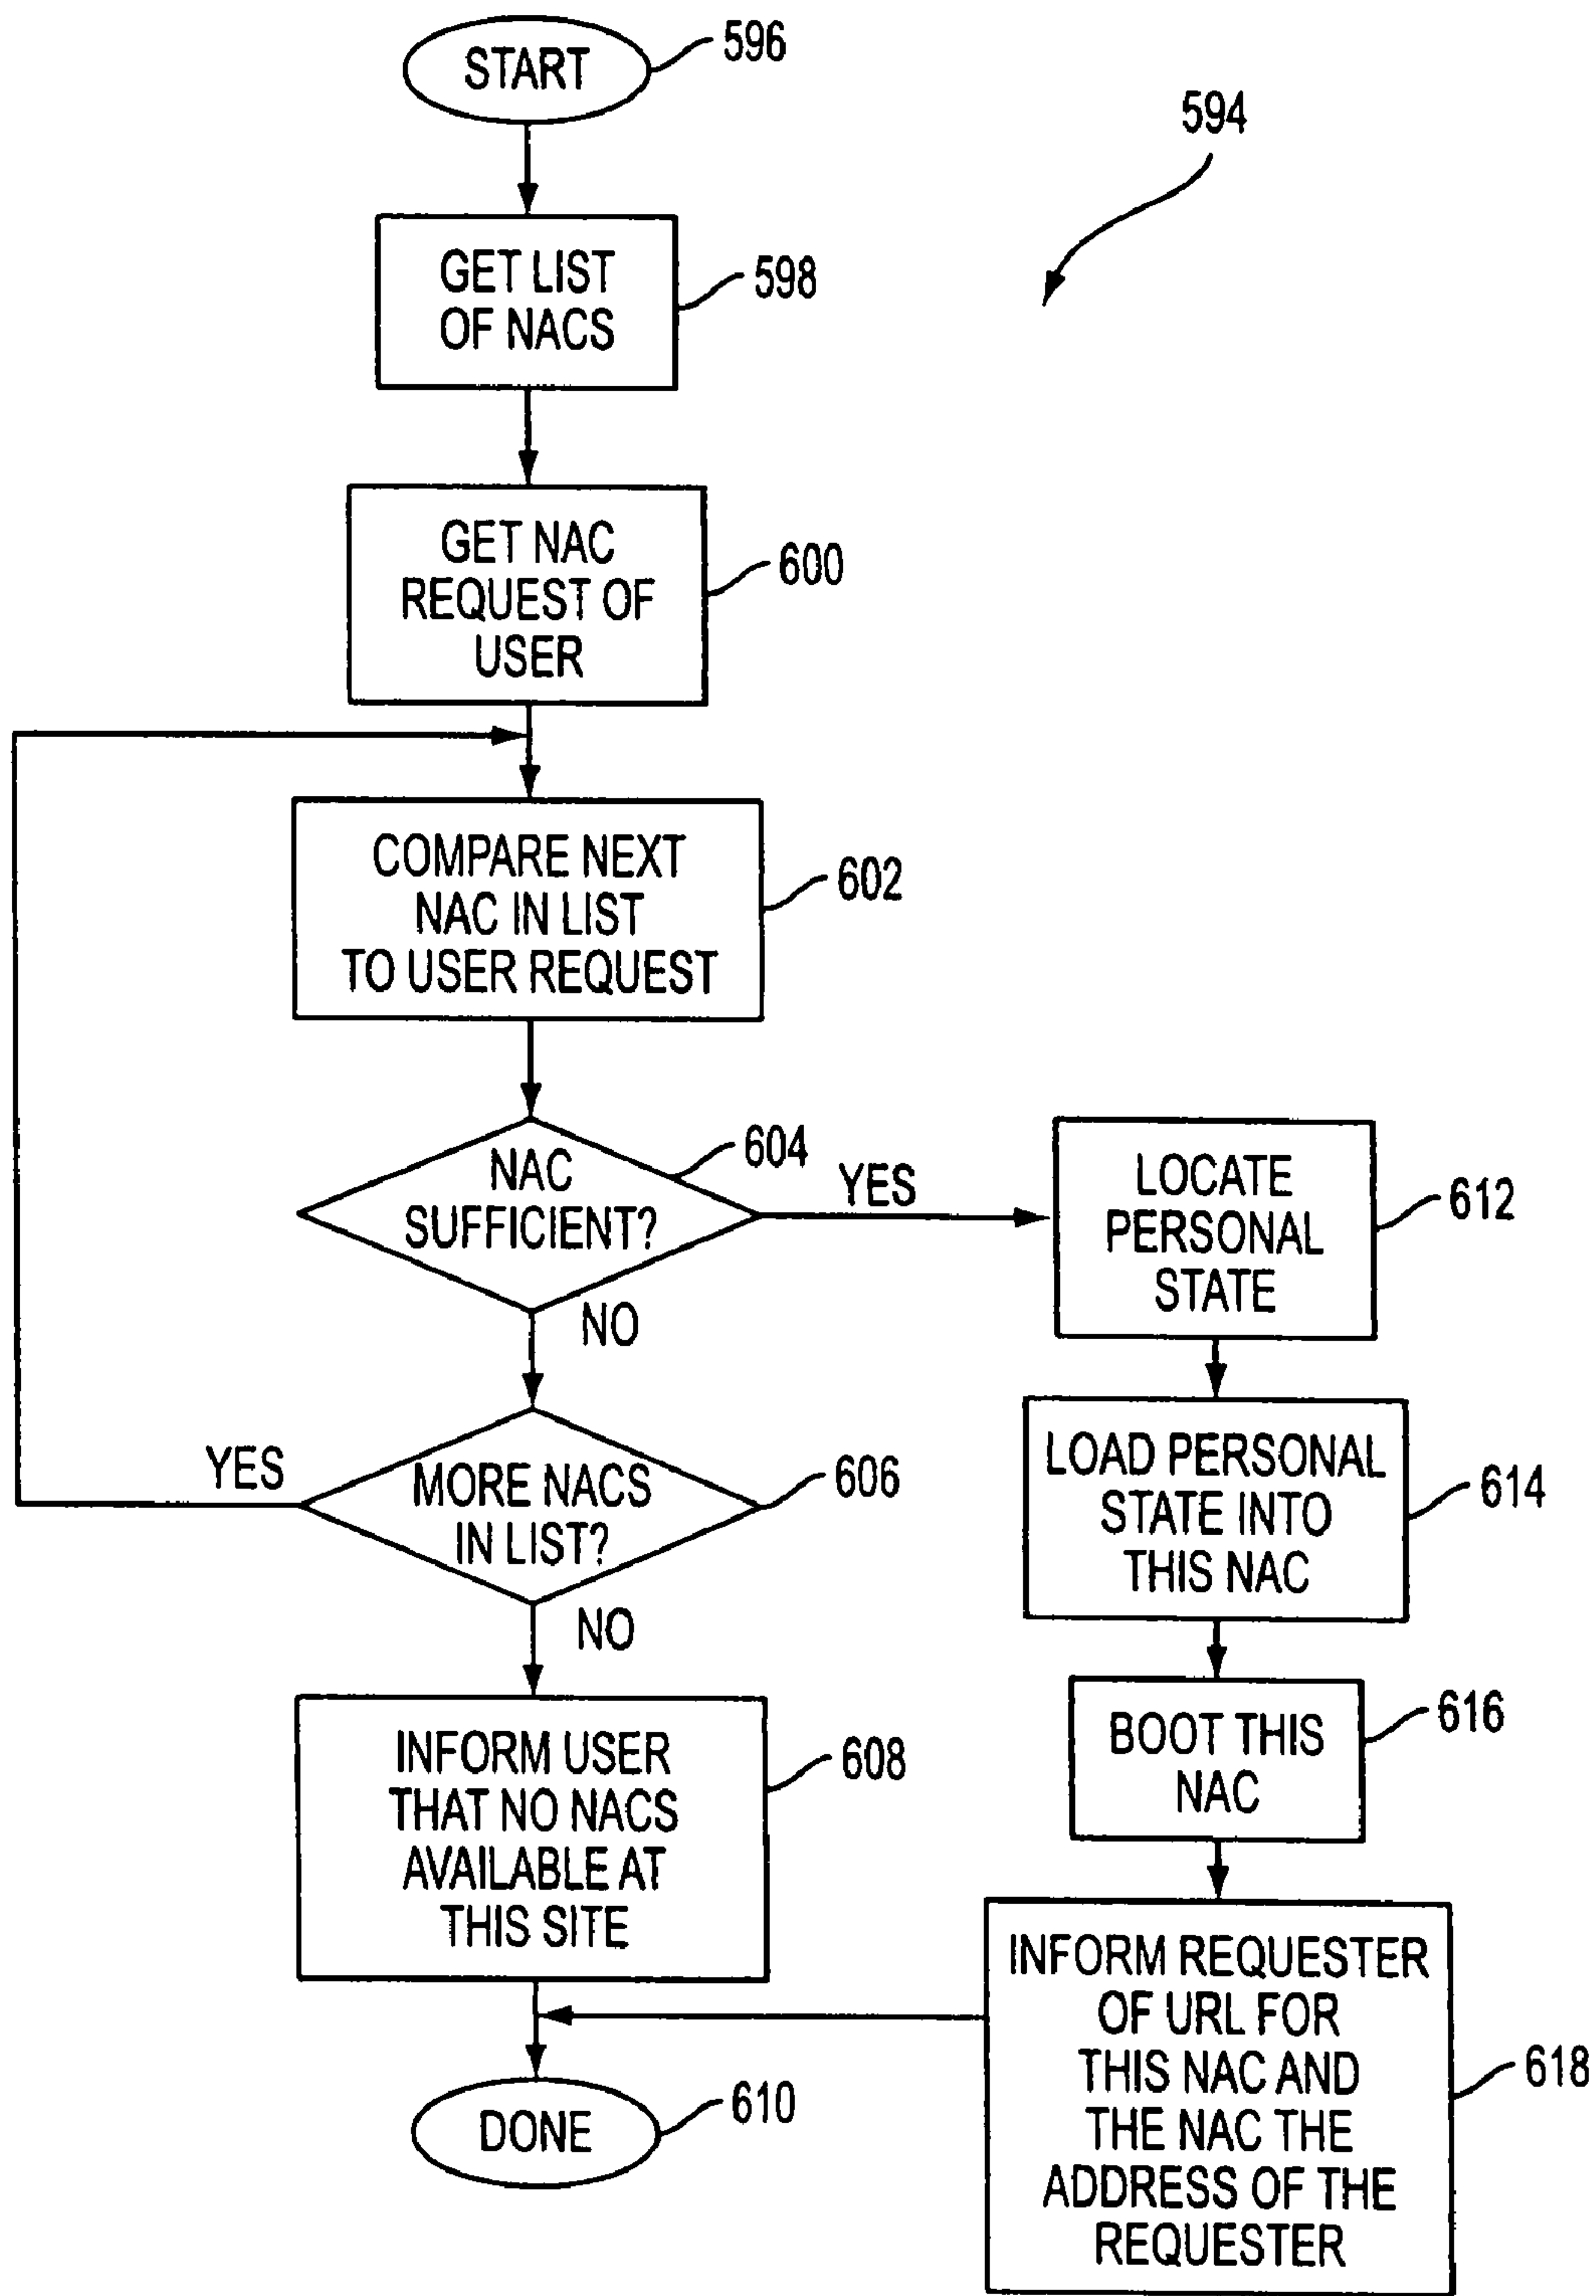 START
596
594
GET LIST
OF NACS
598
GET NAC
REQUEST OF
USER
600
COMPARE NEXT
NAC IN LIST
TO USER REQUEST
602
NAC
SUFFICIENT?
604
YES
NO
LOCATE
PERSONAL
STATE
612
MORE NACS
IN LIST?
606
YES
NO
LOAD PERSONAL
STATE INTO
THIS NAC
614
BOOT THIS
NAC
616
INFORM USER
THAT NO NACS
AVAILABLE AT
THIS SITE
608
INFORM REQUESTER
OF URL FOR
THIS NAC AND
THE NAC THE
ADDRESS OF THE
REQUESTER
618
DONE
610